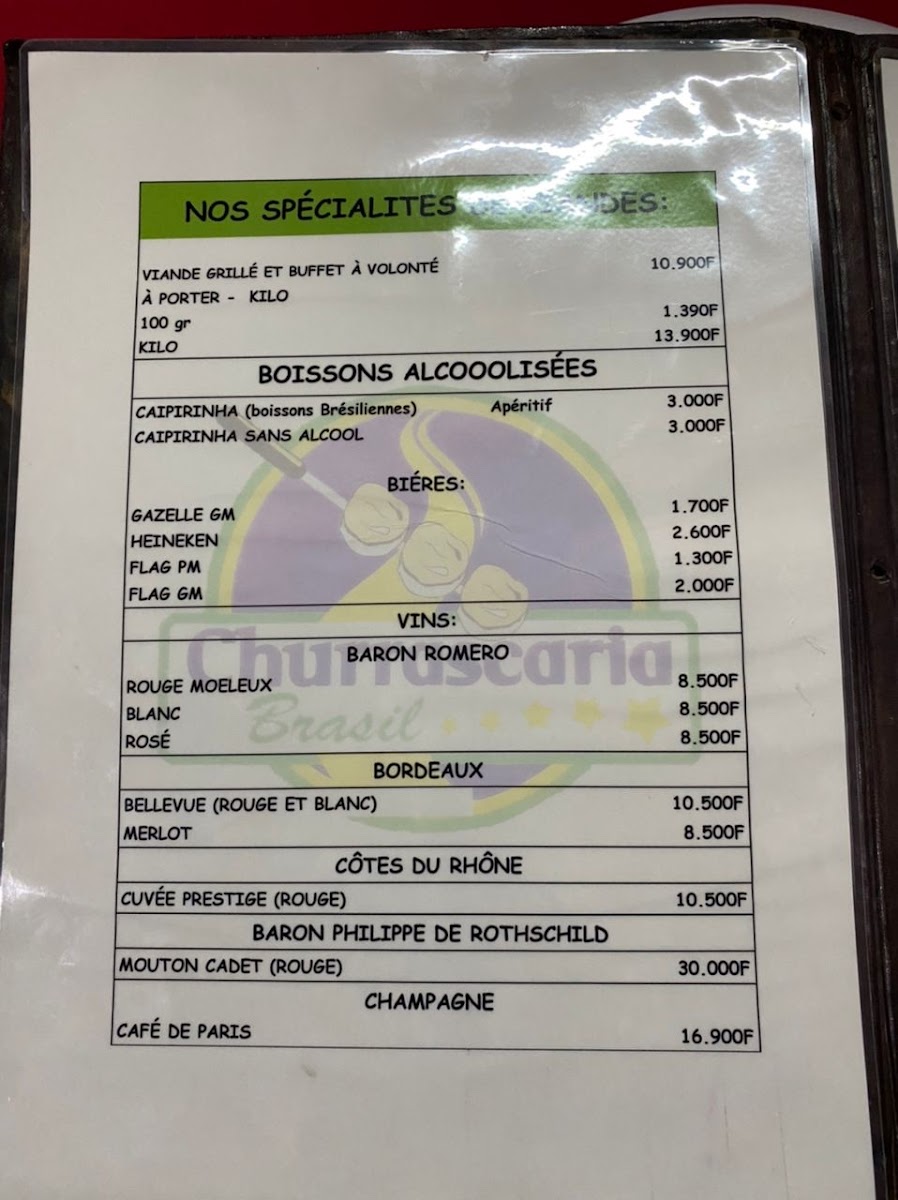 NOS SPÉCIALITES DE VIANDES:
VIANDE GRILLÉ ET BUFFET À VOLONTÉ 10.900F
À PORTER - KILO
100 gr 1.390F
KILO 13.900F
BOISSONS ALCOOOLISÉES
CAIPIRINHA (boissons Brésiliennes) Apéritif 3.000F
CAIPIRINHA SANS ALCOOL 3.000F
BIÉRES:
GAZELLE GM 1.700F
HEINEKEN 2.600F
FLAG PM 1.300F
FLAG GM 2.000F
VINS:
Churrascaria
BARON ROMERO
ROUGE MOELEUX 8.500F
BLANC 8.500F
Brasil
ROSÉ 8.500F
BORDEAUX
BELLEVUE (ROUGE ET BLANC) 10.500F
MERLOT 8.500F
CÔTES DU RHÔNE
CUVÉE PRESTIGE (ROUGE) 10.500F
BARON PHILIPPE DE ROTHSCHILD
MOUTON CADET (ROUGE) 30.000F
CHAMPAGNE
CAFÉ DE PARIS 16.900F